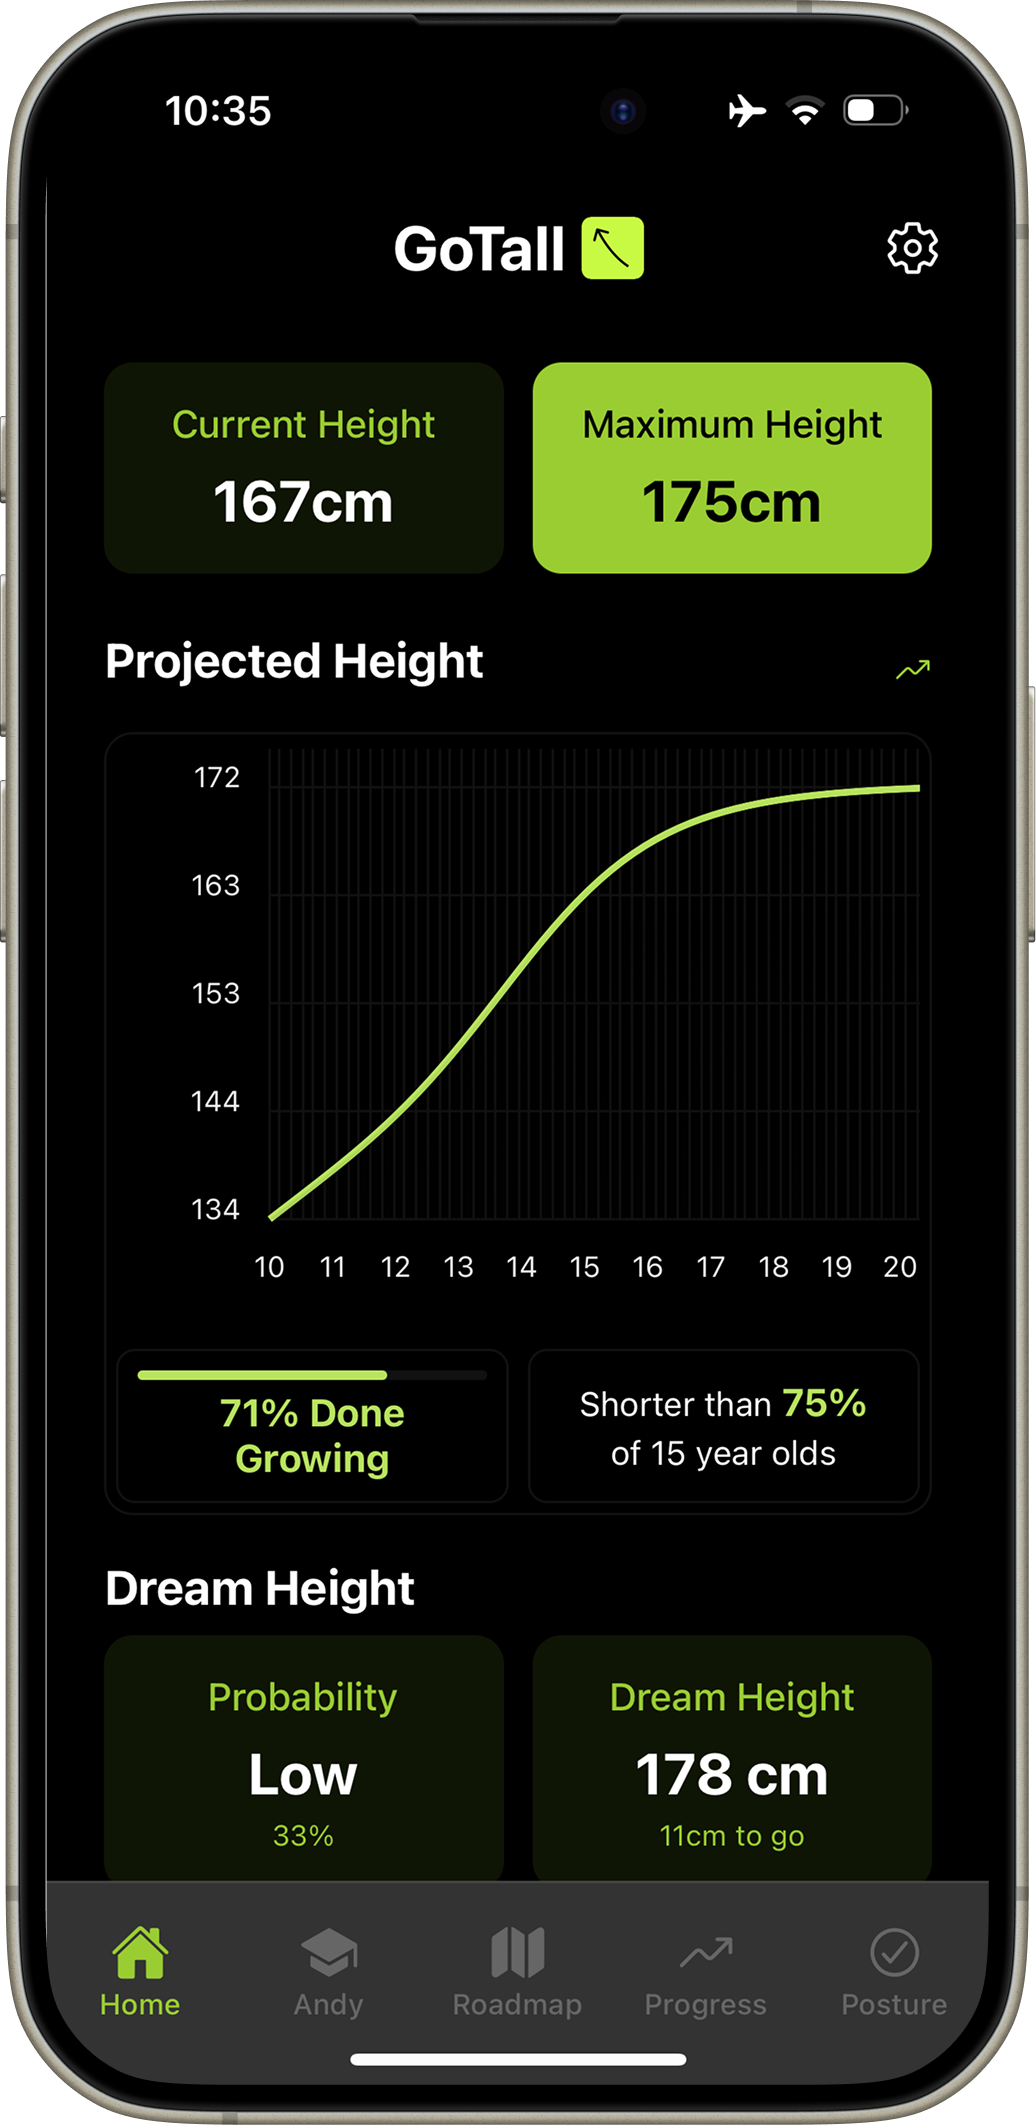 10:35
GoTall
Current Height
167cm
Maximum Height
175cm
Projected Height
172
163
153
144
134
10 11 12 13 14 15 16 17 18 19 20
71% Done
Growing
Shorter than 75%
of 15 year olds
Dream Height
Probability
Low
33%
Dream Height
178 cm
11cm to go
Home Andy Roadmap Progress Posture